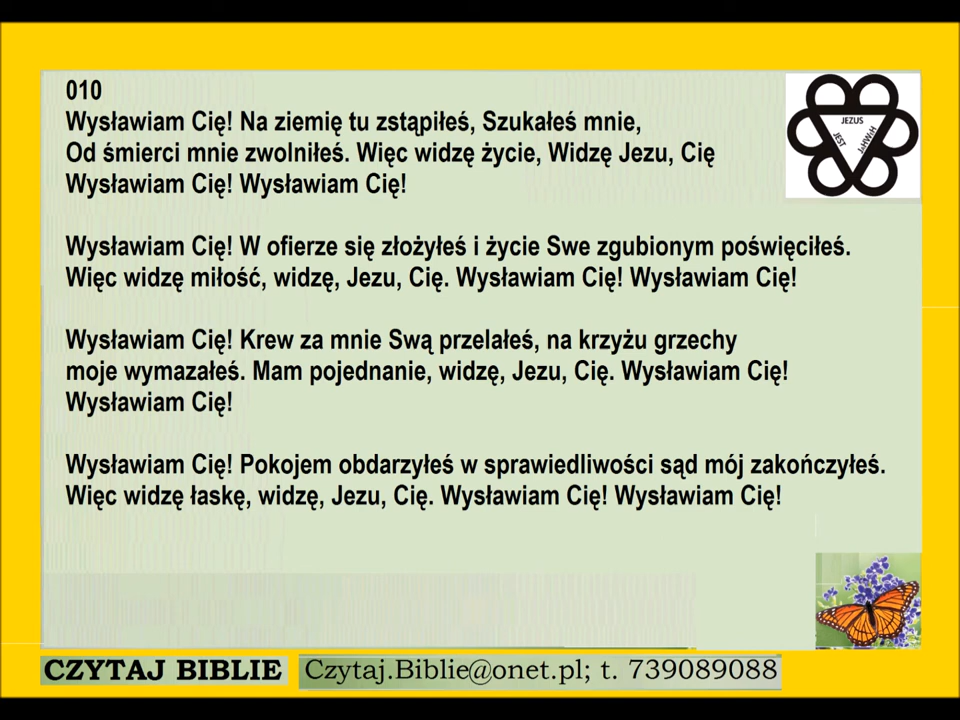 010
Wysławiam Cię! Na ziemię tu zstąpiłeś, Szukałeś mnie,
Od śmierci mnie zwolniłeś. Więc widzę życie, Widzę Jezu, Cię
Wysławiam Cię! Wysławiam Cię!
Wysławiam Cię! W ofierze się złożyłeś i życie Swe zgubionym poświęciłeś.
Więc widzę miłość, widzę, Jezu, Cię. Wysławiam Cię! Wysławiam Cię!
Wysławiam Cię! Krew za mnie Swą przelałeś, na krzyżu grzechy
moje wymazałeś. Mam pojednanie, widzę, Jezu, Cię. Wysławiam Cię!
Wysławiam Cię!
Wysławiam Cię! Pokojem obdarzyłeś w sprawiedliwości sąd mój zakończyłeś.
Więc widzę łaskę, widzę, Jezu, Cię. Wysławiam Cię! Wysławiam Cię!
JEZUS
JEST
JaHWeH
CZYTAJ BIBLIE
Czytaj.Biblie@onet.pl; t. 739089088